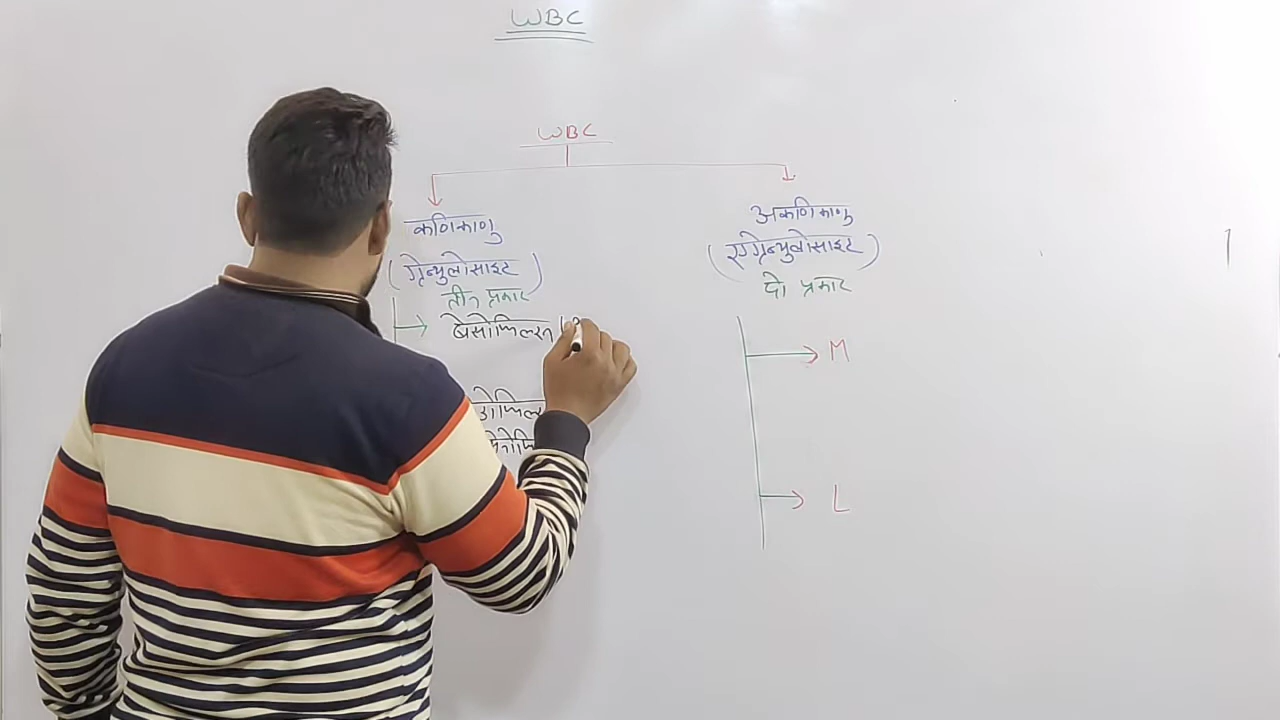 WBC
WBC
कणिकाणु
(ग्रेन्युलोसाइट)
तीन प्रकार
बेसोफिल्स
अकणिकाणु
(एग्रेन्युलोसाइट)
दो प्रकार
M
L